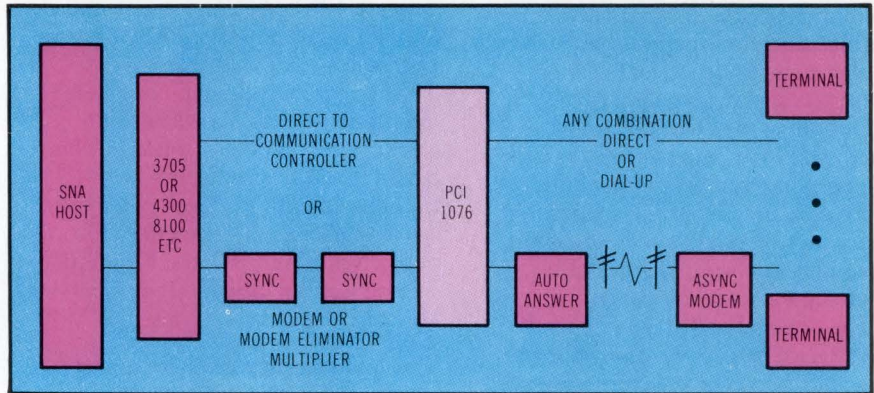 SNA
HOST
3705
OR
4300
8100
ETC
DIRECT TO
COMMUNICATION
CONTROLLER
OR
SYNC
SYNC
MODEM OR
MODEM ELIMINATOR
MULTIPLIER
PCI
1076
ANY COMBINATION
DIRECT
OR
DIAL-UP
AUTO
ANSWER
ASYNC
MODEM
TERMINAL
TERMINAL